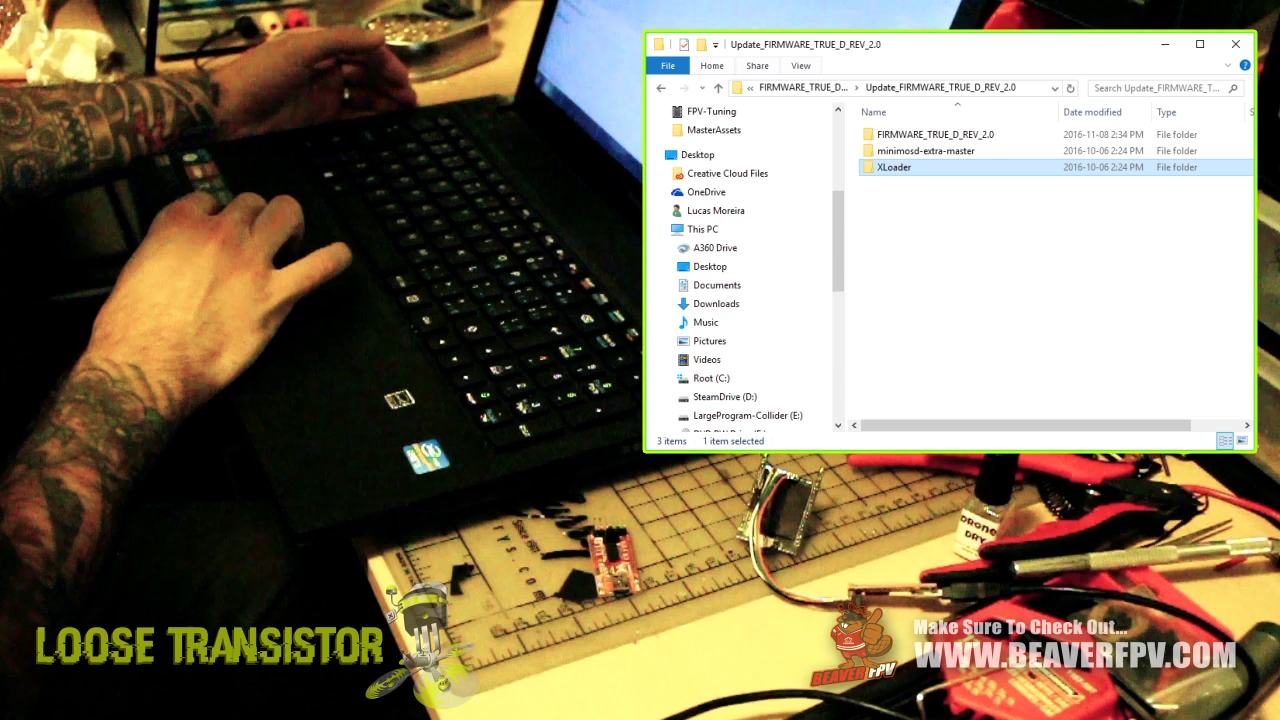 Update_FIRMWARE_TRUE_D_REV_2.0
File Home Share View
« FIRMWARE_TRUE_D... › Update_FIRMWARE_TRUE_D_REV_2.0
Search Update_FIRMWARE_T...
FPV-Tuning
MasterAssets
Desktop
Creative Cloud Files
OneDrive
Lucas Moreira
This PC
A360 Drive
Desktop
Documents
Downloads
Music
Pictures
Videos
Root (C:)
SteamDrive (D:)
LargeProgram-Collider (E:)
Name Date modified Type
FIRMWARE_TRUE_D_REV_2.0 2016-11-08 2:34 PM File folder
minimosd-extra-master 2016-10-06 2:24 PM File folder
XLoader 2016-10-06 2:24 PM File folder
3 items 1 item selected
DRONE
DRY
LOOSE TRANSISTOR
BEAVER FPV
Make Sure To Check Out...
WWW.BEAVERFPV.COM